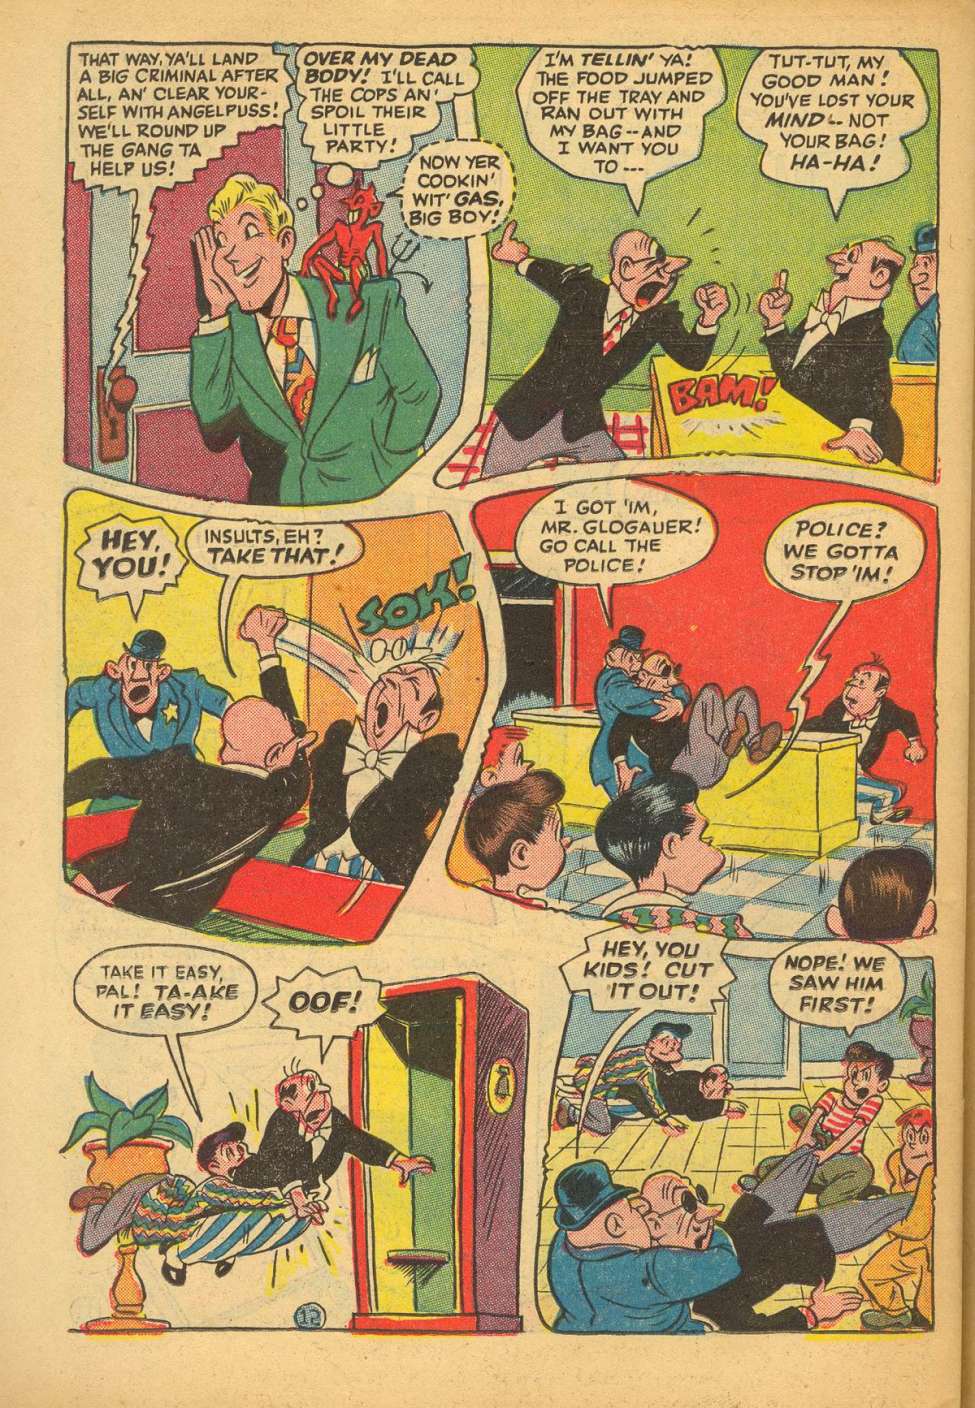 THAT WAY, YA'LL LAND
A BIG CRIMINAL AFTER
ALL, AN' CLEAR YOUR-
SELF WITH ANGELPUSS!
WE'LL ROUND UP
THE GANG TA
HELP US!
OVER MY DEAD
BODY! I'LL CALL
THE COPS AN'
SPOIL THEIR
LITTLE
PARTY!
NOW YER
COOKIN'
WIT' GAS,
BIG BOY!
I'M TELLIN' YA!
THE FOOD JUMPED
OFF THE TRAY AND
RAN OUT WITH
MY BAG--AND
I WANT YOU
TO---
TUT-TUT, MY
GOOD MAN!
YOU'VE LOST YOUR
MIND-- NOT
YOUR BAG!
HA-HA!
BAM!
HEY,
YOU!
INSULTS, EH?
TAKE THAT!
SOK!
I GOT 'IM,
MR. GLOGAUER!
GO CALL THE
POLICE!
POLICE?
WE GOTTA
STOP 'IM!
TAKE IT EASY,
PAL! TA-AKE
IT EASY!
OOF!
HEY, YOU
KIDS! CUT
IT OUT!
NOPE! WE
SAW HIM
FIRST!
12